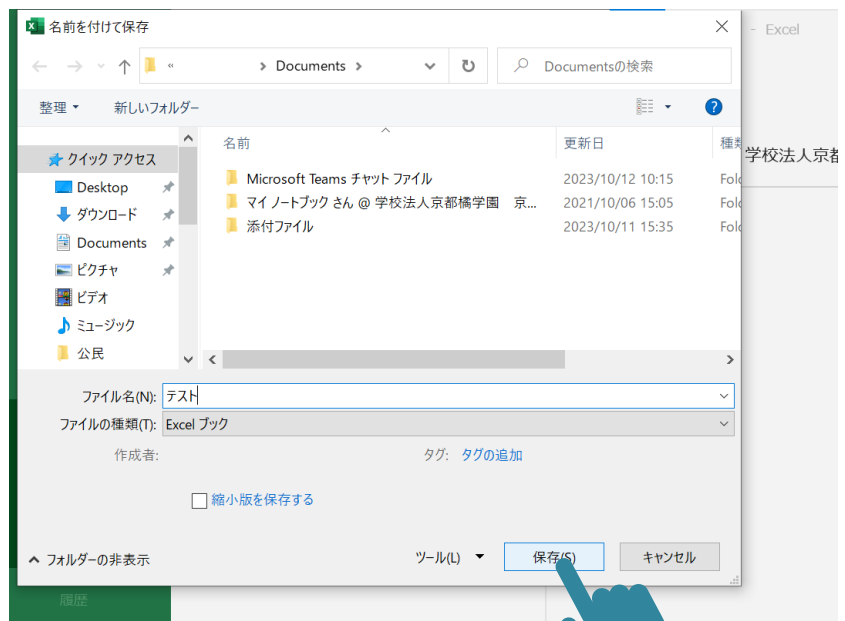 名前を付けて保存
- Excel
« > Documents >
Documentsの検索
整理
新しいフォルダー
?
学校法人京都
名前
更新日
クイック アクセス
Desktop
ダウンロード
Documents
ピクチャ
ビデオ
ミュージック
公民
Microsoft Teams チャット ファイル 2023/10/12 10:15
マイ ノートブック さん @ 学校法人京都橘学園 京... 2021/10/06 15:05
添付ファイル 2023/10/11 15:35
ファイル名(N): テスト
ファイルの種類(T): Excel ブック
作成者:
タグ: タグの追加
縮小版を保存する
フォルダーの非表示
ツール(L)
保存(S)
キャンセル
履歴